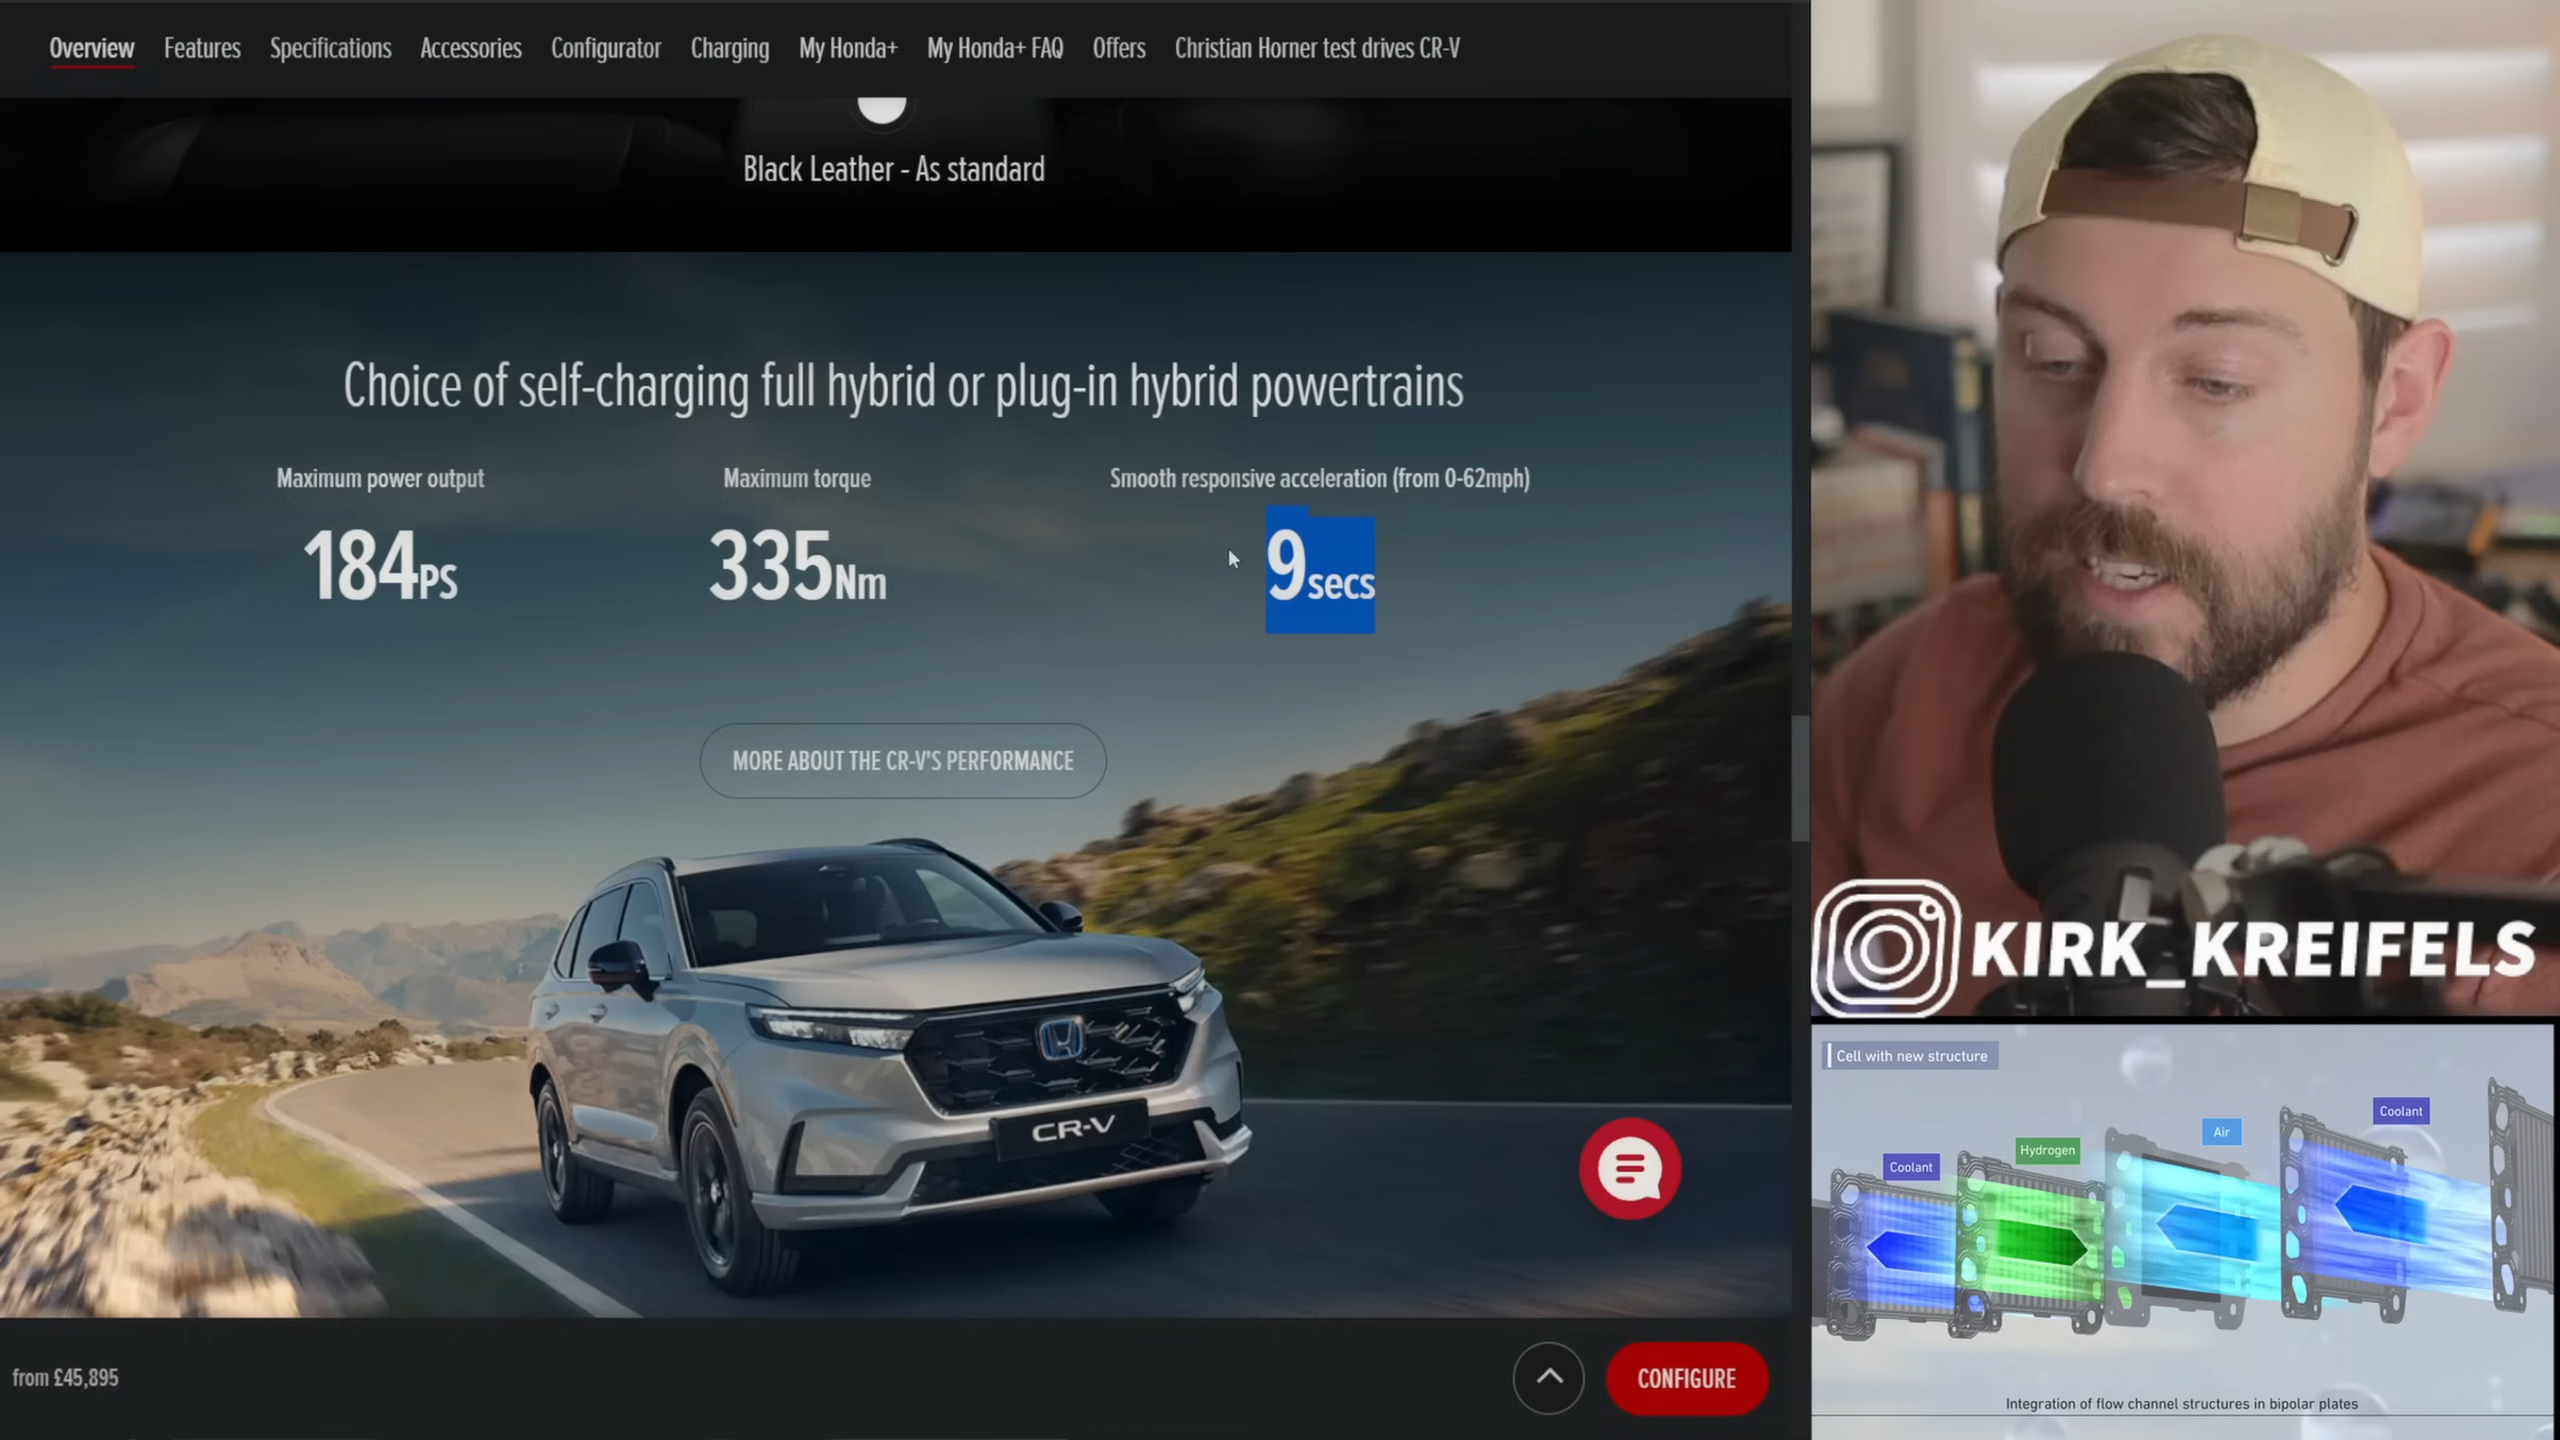 Overview Features Specifications Accessories Configurator Charging My Honda+ My Honda+ FAQ Offers Christian Horner test drives CR-V
Black Leather - As standard
Choice of self-charging full hybrid or plug-in hybrid powertrains
Maximum power output
184PS
Maximum torque
335Nm
Smooth responsive acceleration (from 0-62mph)
9secs
MORE ABOUT THE CR-V'S PERFORMANCE
CR-V
from £45,895
CONFIGURE
KIRK_KREIFELS
Cell with new structure
Coolant
Hydrogen
Air
Coolant
Integration of flow channel structures in bipolar plates